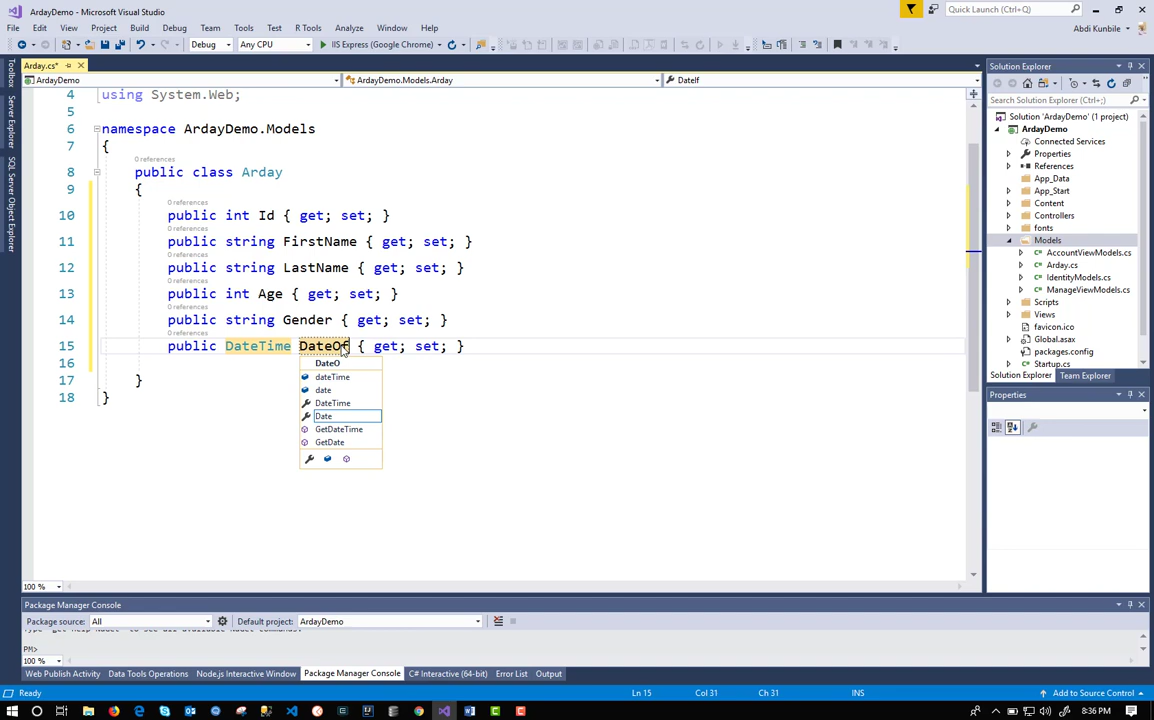 ArdayDemo - Microsoft Visual Studio
Quick Launch (Ctrl+Q)
File Edit View Project Build Debug Team Tools Test R Tools Analyze Window Help
Abdi Kunbile
Debug Any CPU IIS Express (Google Chrome)
Arday.cs*
ArdayDemo ArdayDemo.Models.Arday DateIf
4 using System.Web;
5
6 namespace ArdayDemo.Models
7 {
0 references
8 public class Arday
9 {
0 references
10 public int Id { get; set; }
0 references
11 public string FirstName { get; set; }
0 references
12 public string LastName { get; set; }
0 references
13 public int Age { get; set; }
0 references
14 public string Gender { get; set; }
0 references
15 public DateTime DateOf { get; set; }
16
17 }
18 }
DateO
dateTime
date
DateTime
Date
GetDateTime
GetDate
100 %
Toolbox
Server Explorer
SQL Server Object Explorer
Solution Explorer
Search Solution Explorer (Ctrl+;)
Solution 'ArdayDemo' (1 project)
ArdayDemo
Connected Services
Properties
References
App_Data
App_Start
Content
Controllers
fonts
Models
AccountViewModels.cs
Arday.cs
IdentityModels.cs
ManageViewModels.cs
Scripts
Views
favicon.ico
Global.asax
packages.config
Startup.cs
Solution Explorer Team Explorer
Properties
Package Manager Console
Package source: All Default project: ArdayDemo
PM>
100 %
Web Publish Activity Data Tools Operations Node.js Interactive Window Package Manager Console C# Interactive (64-bit) Error List Output
Ready Ln 15 Col 31 Ch 31 INS Add to Source Control
8:36 PM